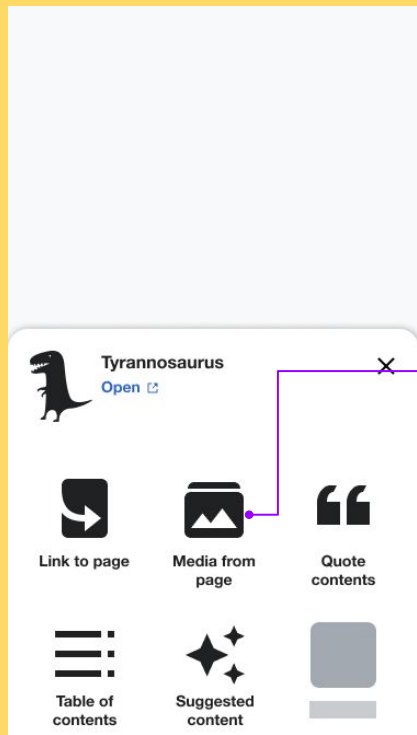 Tyrannosaurus
Open
Link to page
Media from
page
Quote
contents
Table of
contents
Suggested
content